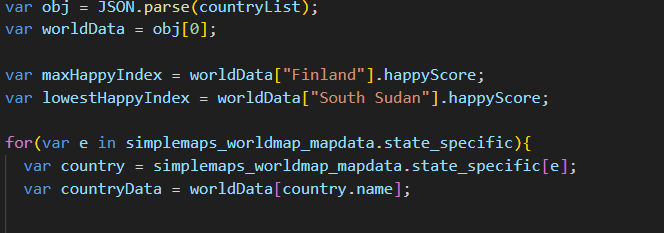 var obj = JSON.parse(countryList);
var worldData = obj[0];
var maxHappyIndex = worldData["Finland"].happyScore;
var lowestHappyIndex = worldData["South Sudan"].happyScore;
for(var e in simplemaps_worldmap_mapdata.state_specific){
  var country = simplemaps_worldmap_mapdata.state_specific[e];
  var countryData = worldData[country.name];